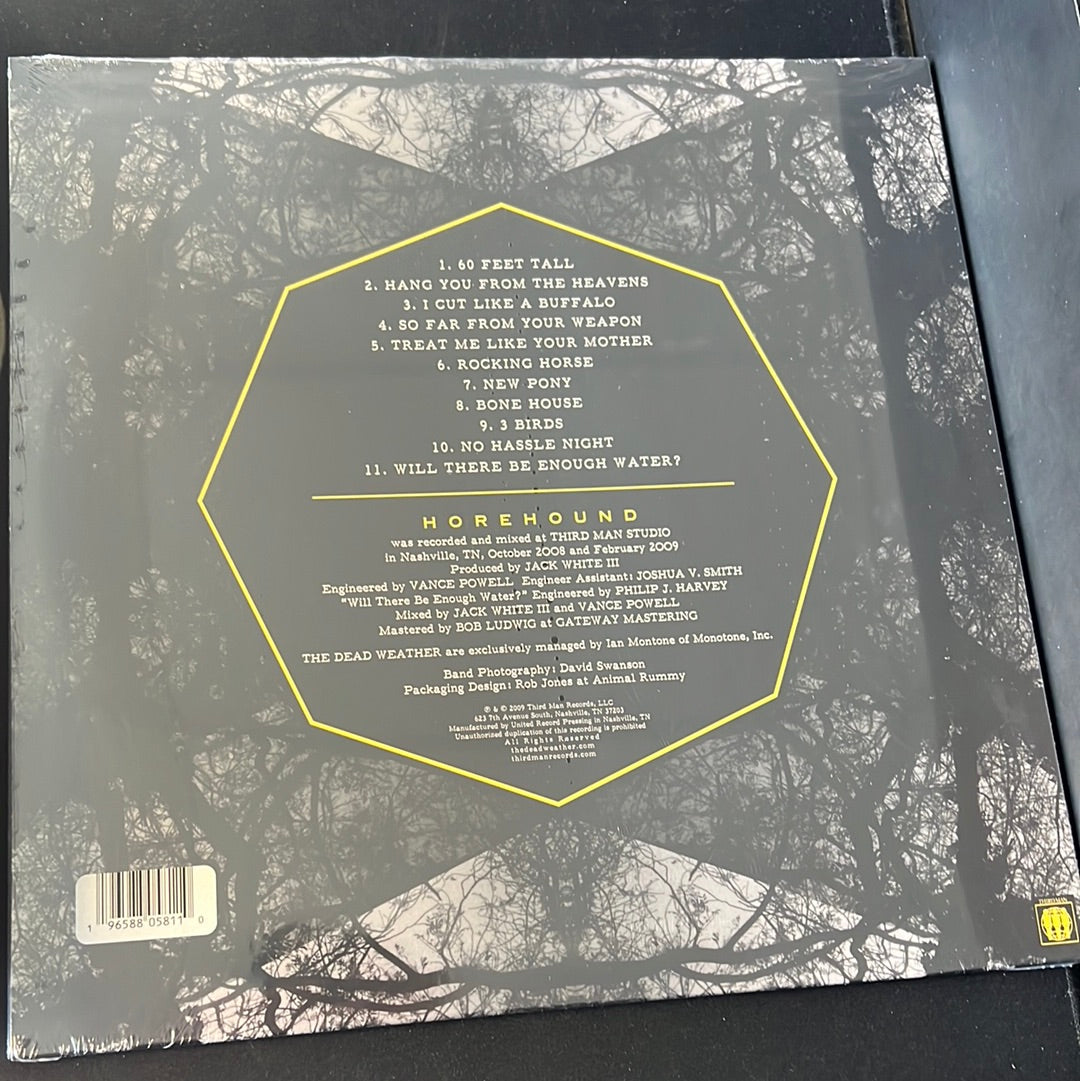 1. 60 FEET TALL
2. HANG YOU FROM THE HEAVENS
3. I CUT LIKE A BUFFALO
4. SO FAR FROM YOUR WEAPON
5. TREAT ME LIKE YOUR MOTHER
6. ROCKING HORSE
7. NEW PONY
8. BONE HOUSE
9. 3 BIRDS
10. NO HASSLE NIGHT
11. WILL THERE BE ENOUGH WATER?
HOREHOUND
was recorded and mixed at THIRD MAN STUDIO
in Nashville, TN, October 2008 and February 2009
Produced by JACK WHITE III
Engineered by VANCE POWELL Engineer Assistant: JOSHUA V. SMITH
"Will There Be Enough Water?" Engineered by PHILIP J. HARVEY
Mixed by JACK WHITE III and VANCE POWELL
Mastered by BOB LUDWIG at GATEWAY MASTERING
THE DEAD WEATHER are exclusively managed by Ian Montone of Monotone, Inc.
Band Photography: David Swanson
Packaging Design: Rob Jones at Animal Rummy
℗ & © 2009 Third Man Records, LLC
623 7th Avenue South, Nashville, TN 37203
Manufactured by United Record Pressing in Nashville, TN
Unauthorized duplication of this recording is prohibited
All Rights Reserved
thedeadweather.com
thirdmanrecords.com
1 96588 05811 0
THIRD MAN